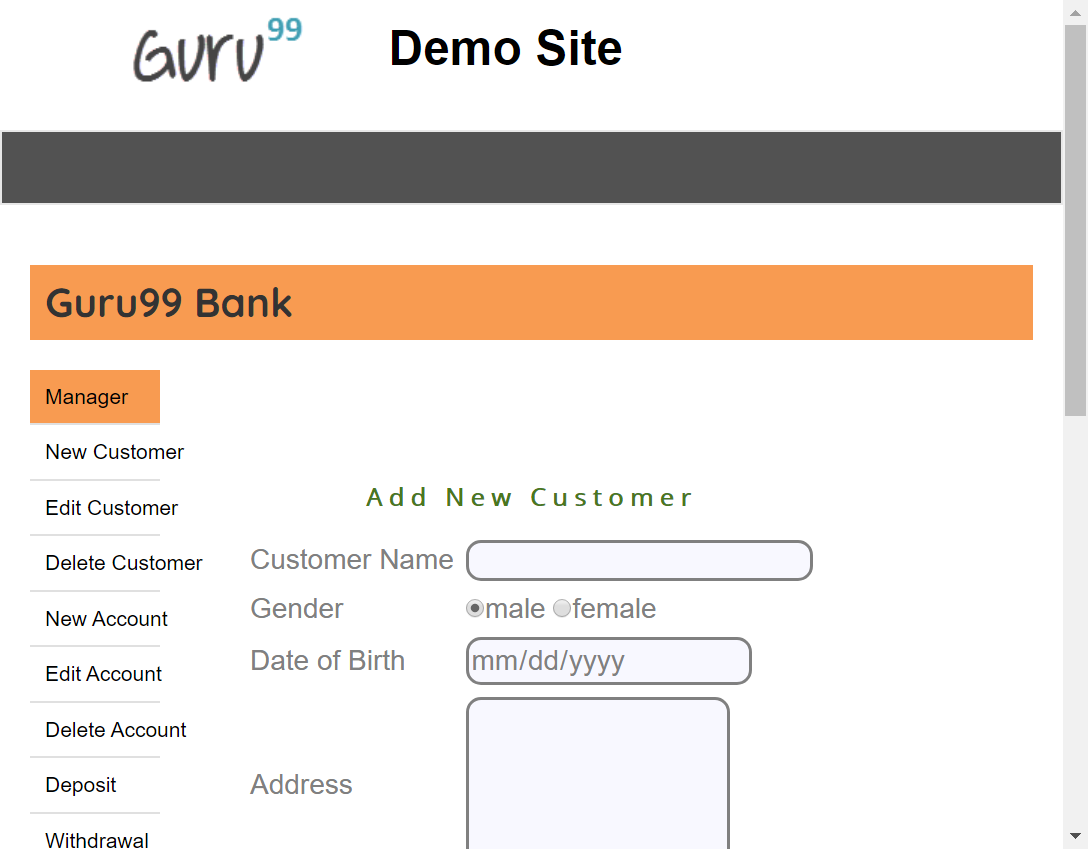 Guru99 Demo Site
Guru99 Bank
Manager
New Customer
Edit Customer
Delete Customer
New Account
Edit Account
Delete Account
Deposit
Withdrawal
Add New Customer
Customer Name
Gender male female
Date of Birth mm/dd/yyyy
Address